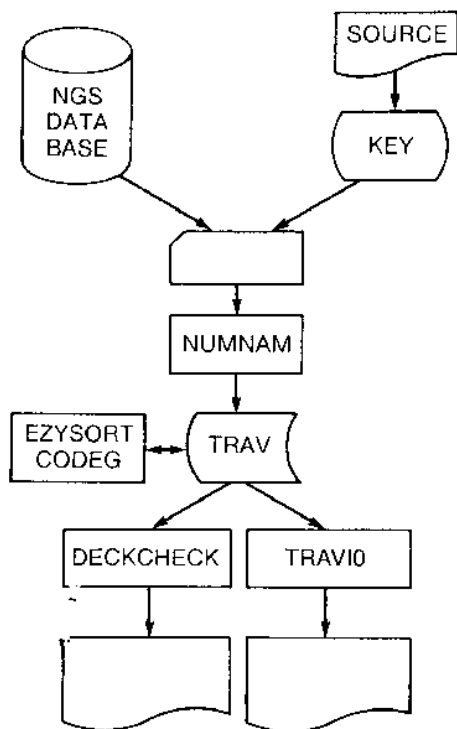 SOURCE
NGS
DATA
BASE
KEY
NUMNAM
EZYSORT
CODEG
TRAV
DECKCHECK
TRAVI0